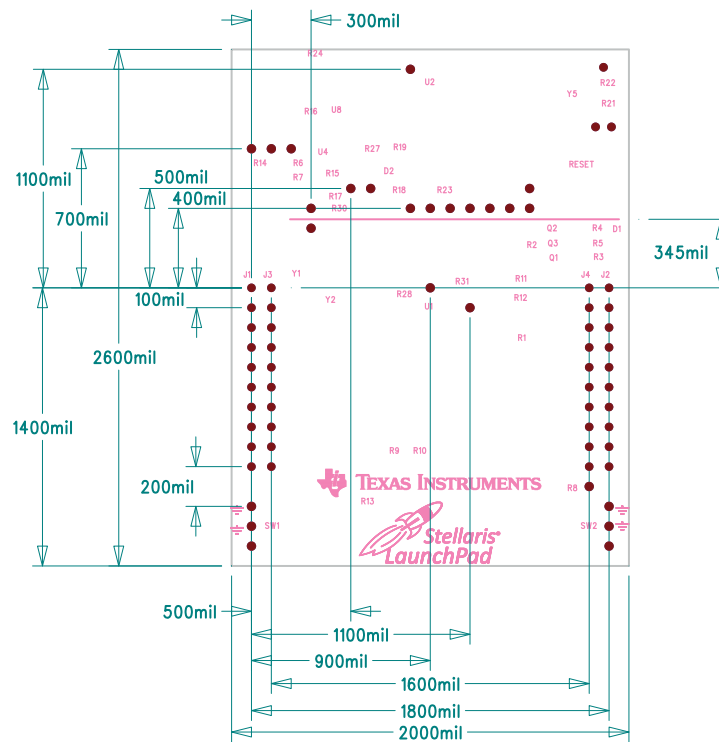 300mil
R24
U2
R22
Y5
R21
R16
U8
U4
R27
R19
RESET
R14
R6
R7
R15
D2
1100mil
500mil
R17
R18
R23
400mil
R30
700mil
Q2
R4
D1
R2
Q3
R5
Q1
R3
345mil
J1
J3
Y1
R31
R11
J4
J2
100mil
Y2
R28
R12
U1
R1
2600mil
1400mil
R9
R10
200mil
TEXAS INSTRUMENTS
R8
R13
SW1
SW2
Stellaris®
LaunchPad
500mil
1100mil
900mil
1600mil
1800mil
2000mil